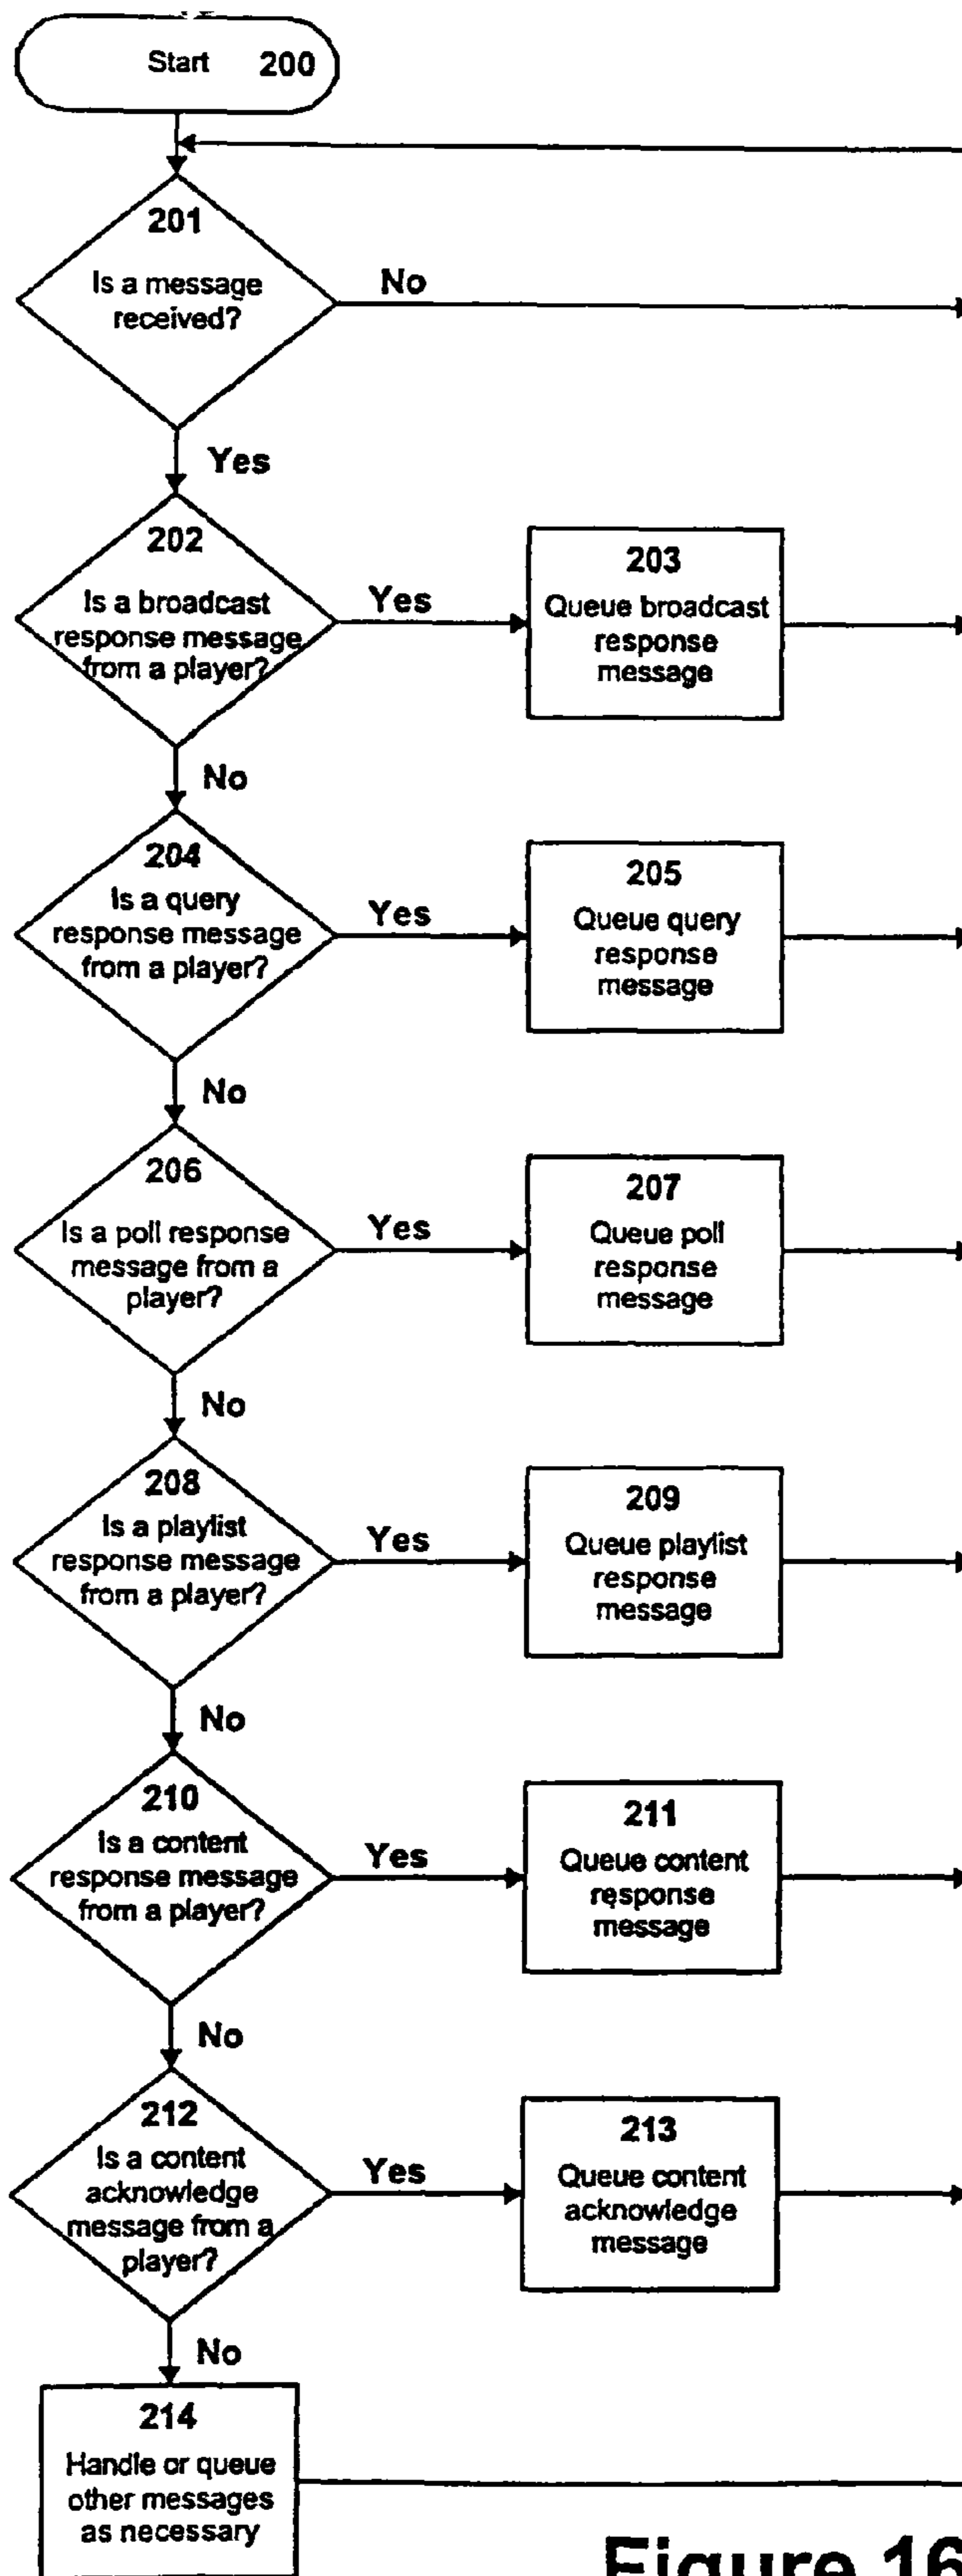 Start 200
201
Is a message
received?
No
Yes
202
Is a broadcast
response message
from a player?
Yes
203
Queue broadcast
response
message
No
204
Is a query
response message
from a player?
Yes
205
Queue query
response
message
No
206
Is a poll response
message from a
player?
Yes
207
Queue poll
response
message
No
208
Is a playlist
response message
from a player?
Yes
209
Queue playlist
response
message
No
210
Is a content
response message
from a player?
Yes
211
Queue content
response
message
No
212
Is a content
acknowledge
message from a
player?
Yes
213
Queue content
acknowledge
message
No
214
Handle or queue
other messages
as necessary
Figure 16